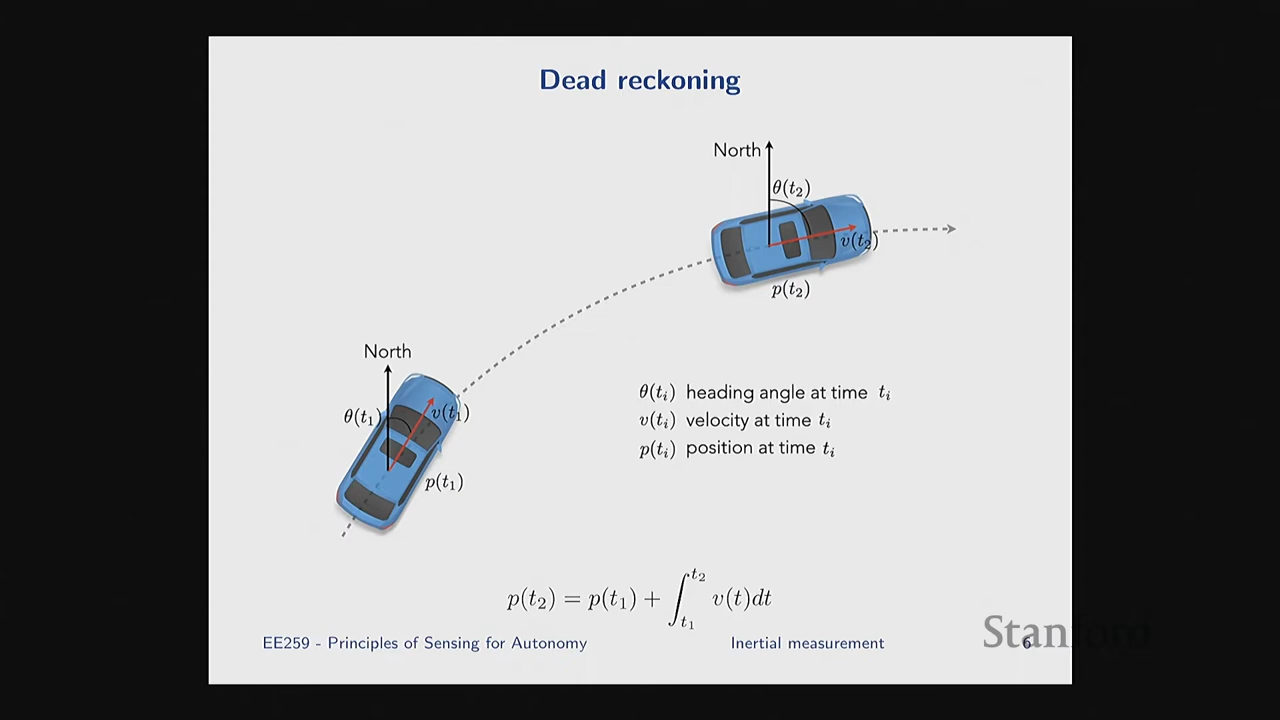 Dead reckoning
North
θ(t₂)
v(t₂)
p(t₂)
North
θ(t₁)
v(t₁)
p(t₁)
θ(tᵢ) heading angle at time tᵢ
v(tᵢ) velocity at time tᵢ
p(tᵢ) position at time tᵢ
p(t₂) = p(t₁) + ∫ₜ₁ᵗ² v(t)dt
EE259 - Principles of Sensing for Autonomy Inertial measurement 6
Stanford